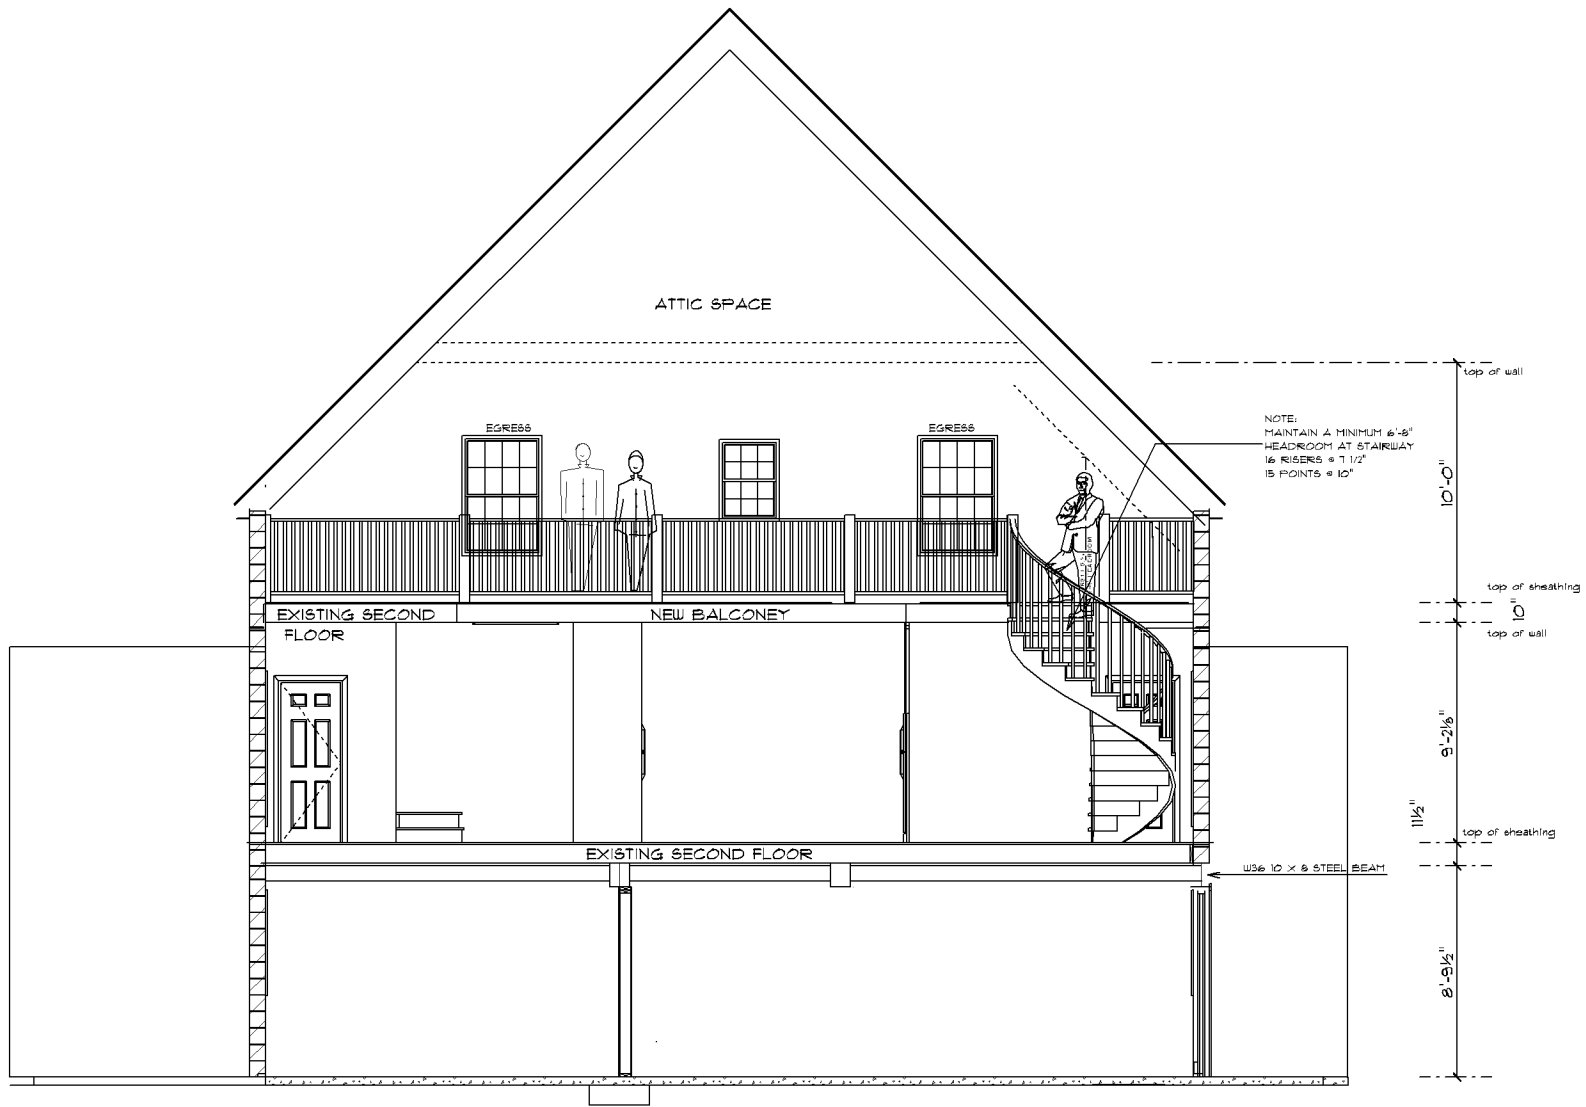 ATTIC SPACE
top of wall
NOTE:
MAINTAIN A MINIMUM 6'-8"
HEADROOM AT STAIRWAY
16 RISERS @ 7 1/2"
15 POINTS @ 10"
EGRESS
EGRESS
10'-0"
top of sheathing
10"
EXISTING SECOND
FLOOR
NEW BALCONEY
top of wall
9'-2⅛"
11½"
top of sheathing
EXISTING SECOND FLOOR
W36 10 X 8 STEEL BEAM
8'-9½"